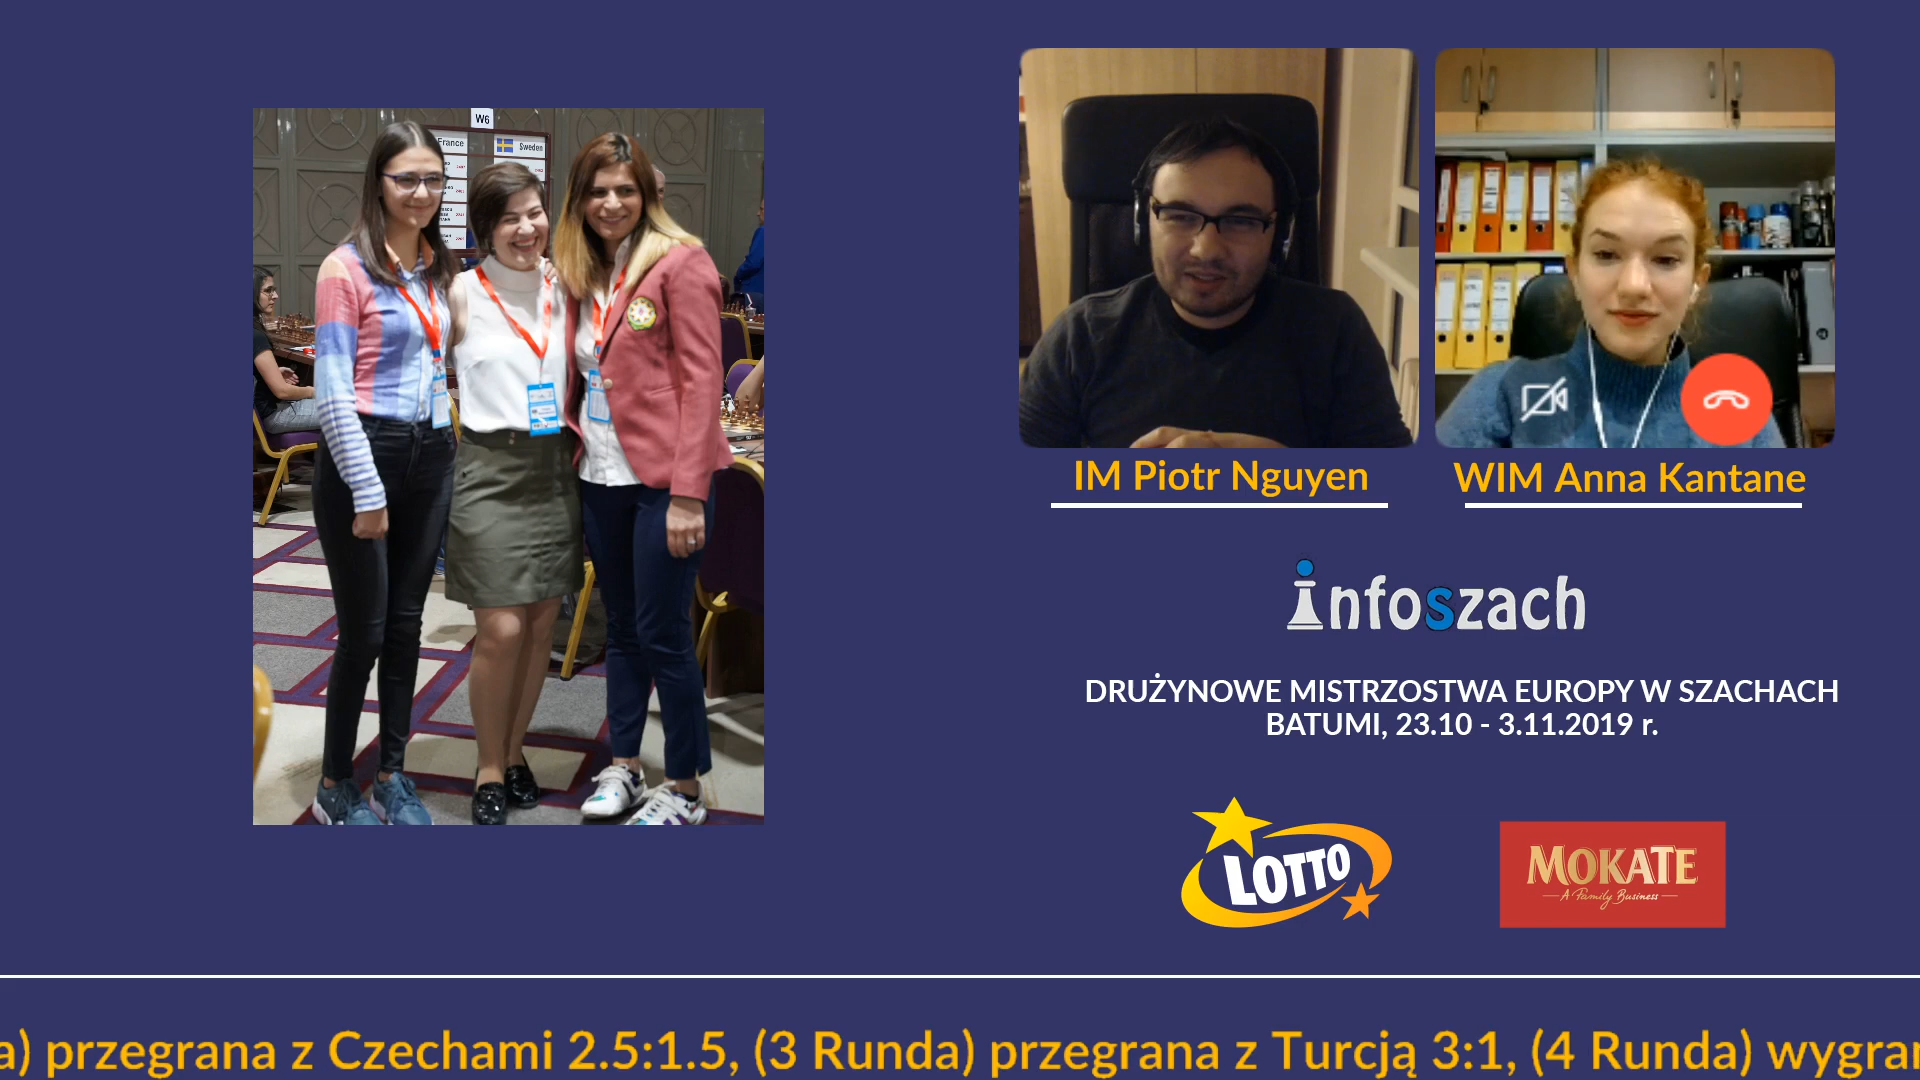 W6
France
Sweden
IM Piotr Nguyen
WIM Anna Kantane
infoszach
DRUŻYNOWE MISTRZOSTWA EUROPY W SZACHACH
BATUMI, 23.10 - 3.11.2019 r.
LOTTO
MOKATE
A Family Business
a) przegrana z Czechami 2.5:1.5, (3 Runda) przegrana z Turcją 3:1, (4 Runda) wygran